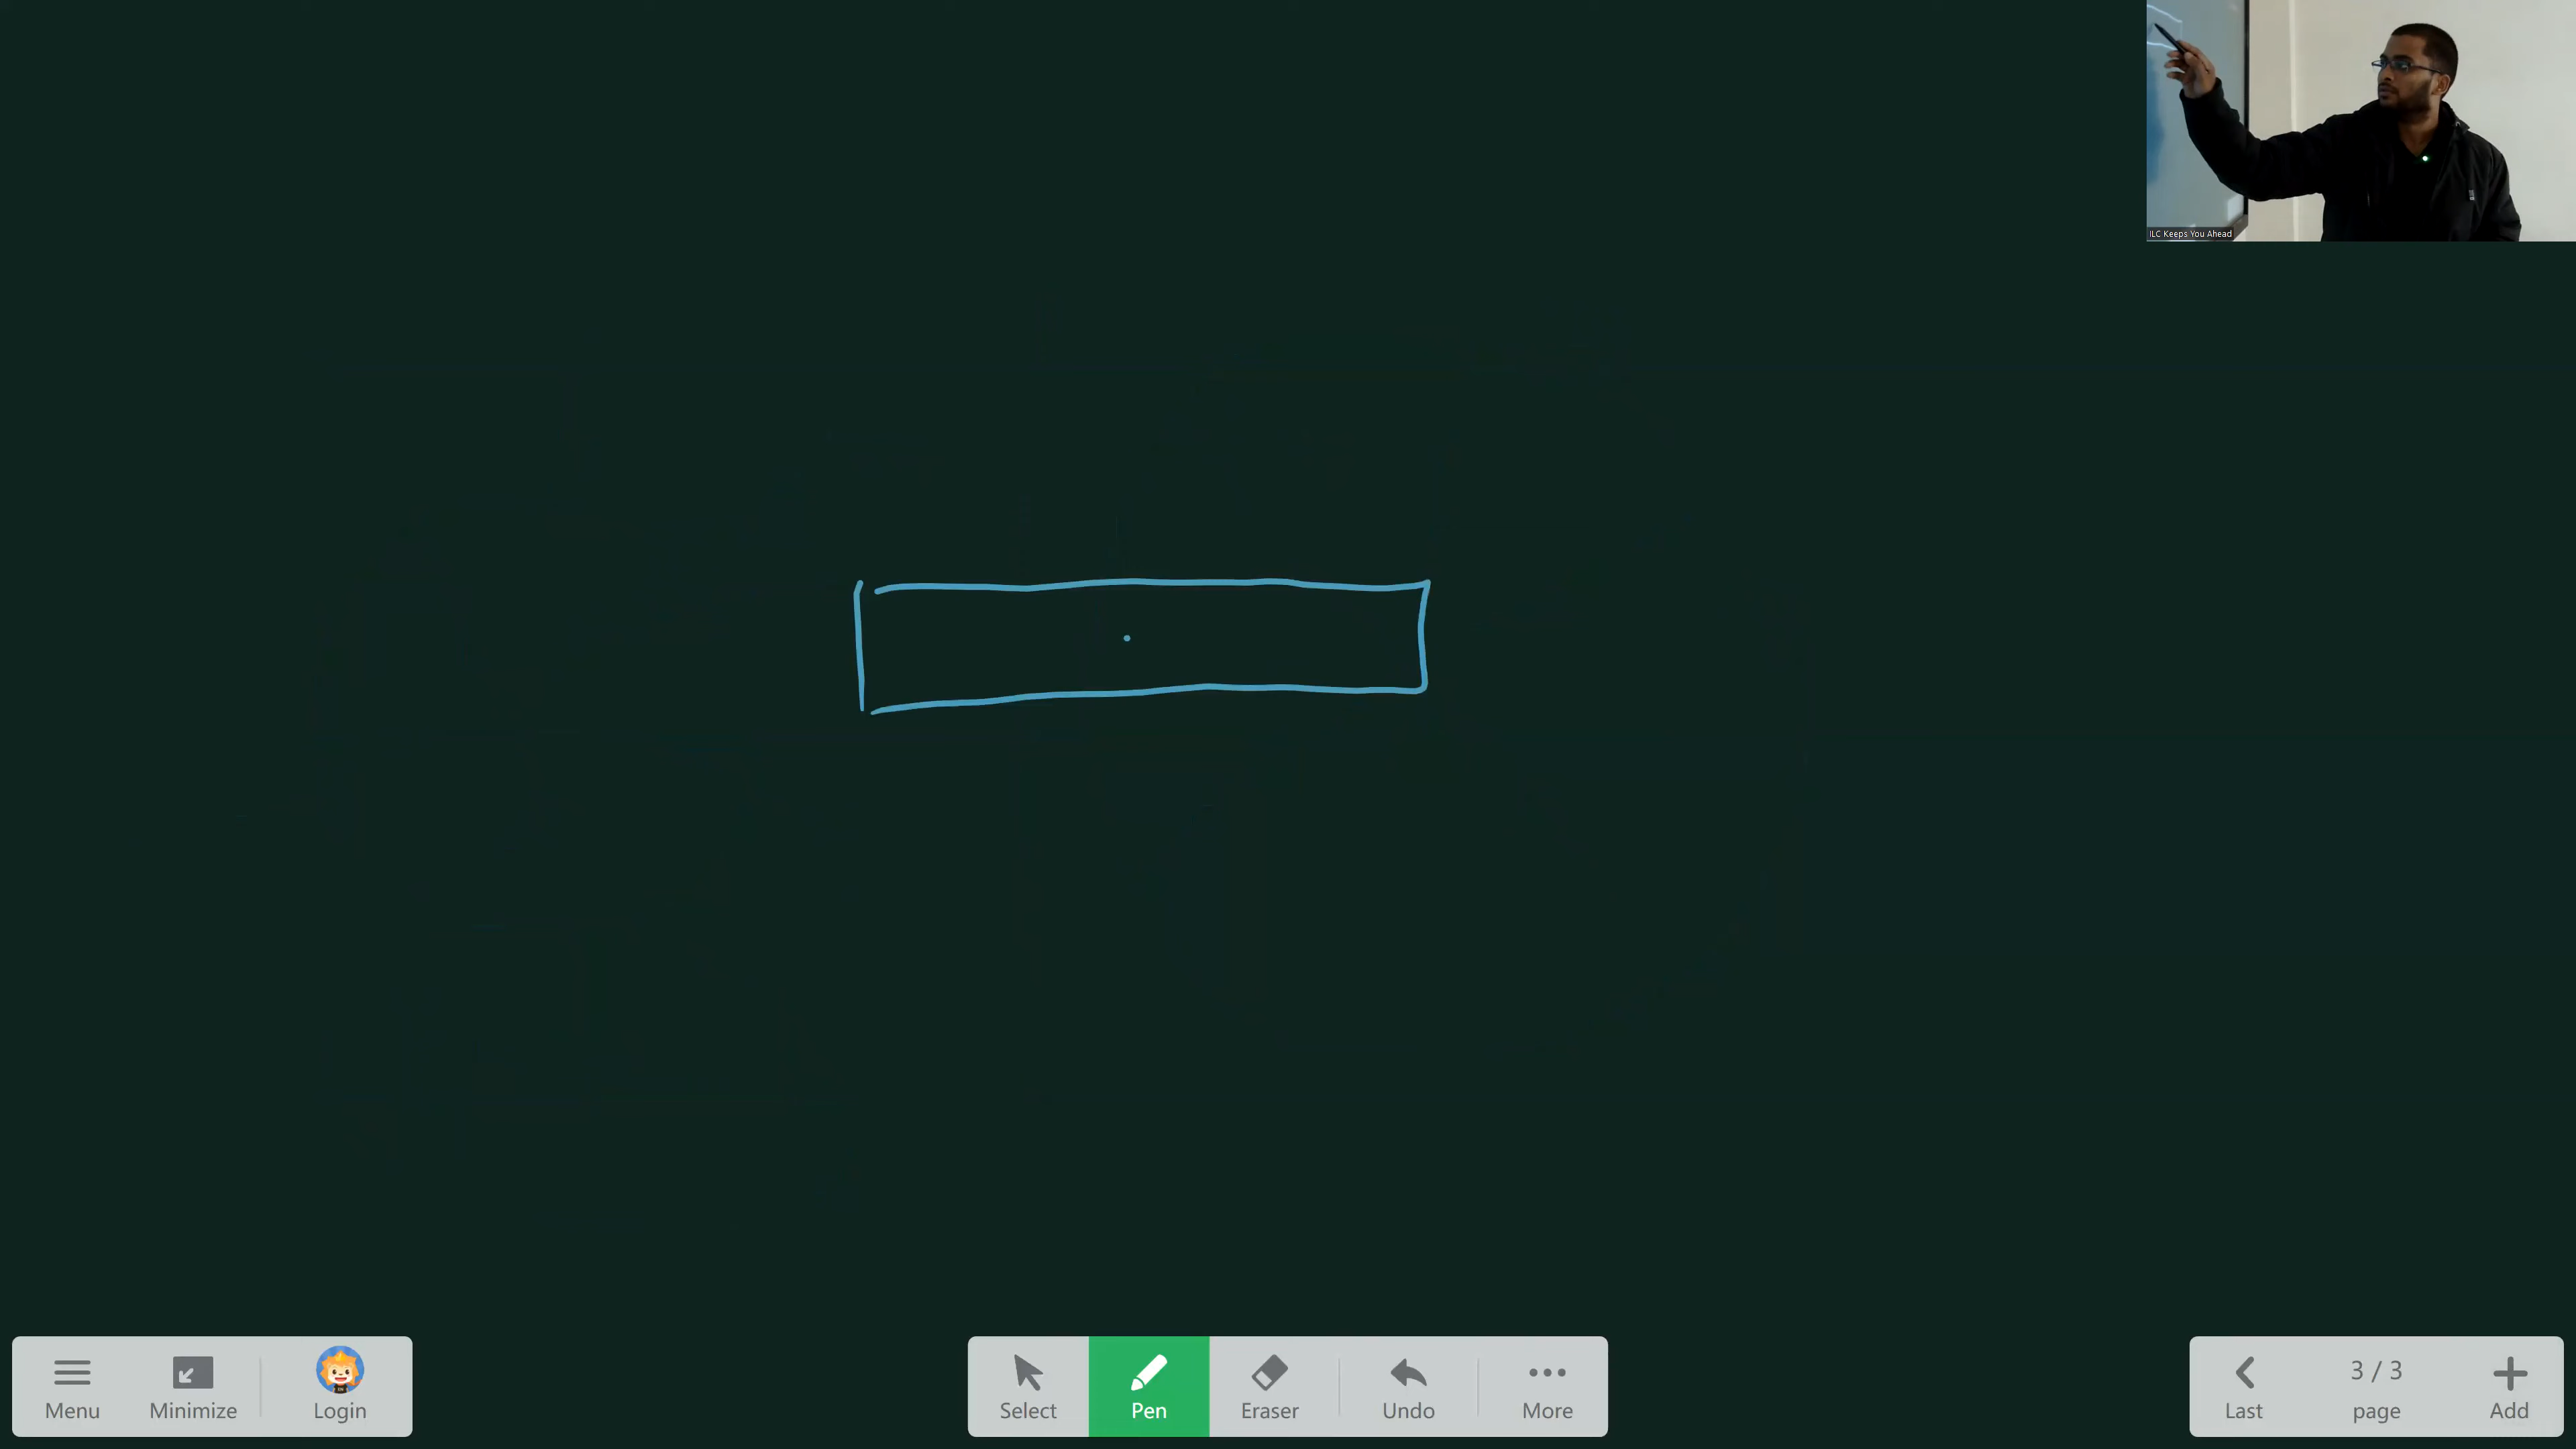 ILC Keeps You Ahead
Menu
Minimize
Login
Select
Pen
Eraser
Undo
More
Last
3 / 3
page
Add